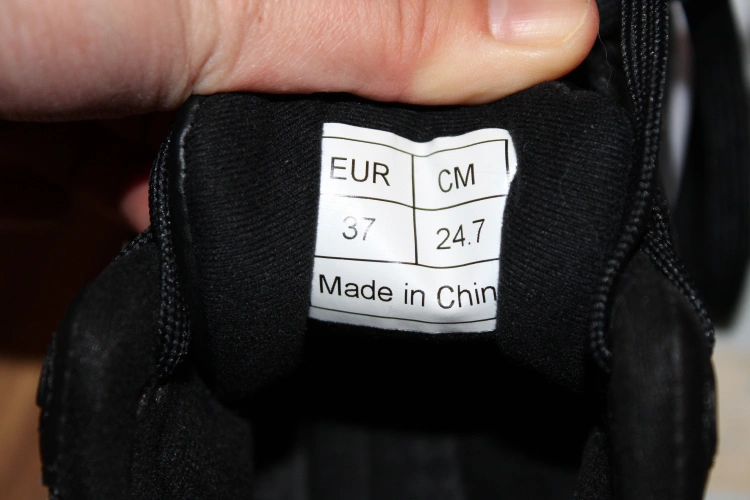 EUR CM
37 24.7
Made in Chin